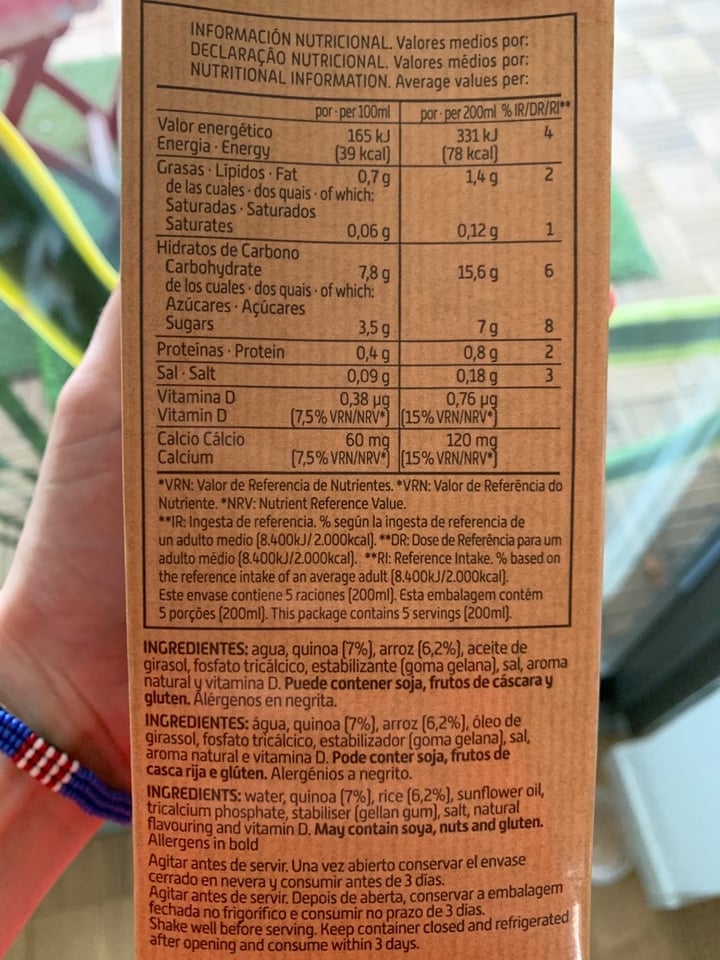 INFORMACIÓN NUTRICIONAL. Valores medios por:
DECLARAÇÃO NUTRICIONAL. Valores médios por:
NUTRITIONAL INFORMATION. Average values per:
por · per 100ml por · per 200ml % IR/DR/RI**
Valor energético 165 kJ 331 kJ 4
Energia · Energy (39 kcal) (78 kcal)
Grasas · Lípidos · Fat 0,7 g 1,4 g 2
de las cuales · dos quais · of which:
Saturadas · Saturados
Saturates 0,06 g 0,12 g 1
Hidratos de Carbono
Carbohydrate 7,8 g 15,6 g 6
de los cuales · dos quais · of which:
Azúcares · Açúcares
Sugars 3,5 g 7 g 8
Proteínas · Protein 0,4 g 0,8 g 2
Sal · Salt 0,09 g 0,18 g 3
Vitamina D 0,38 µg 0,76 µg
Vitamin D (7,5% VRN/NRV*) (15% VRN/NRV*)
Calcio Cálcio 60 mg 120 mg
Calcium (7,5% VRN/NRV*) (15% VRN/NRV*)
*VRN: Valor de Referencia de Nutrientes. *VRN: Valor de Referência do
Nutriente. *NRV: Nutrient Reference Value.
**IR: Ingesta de referencia. % según la ingesta de referencia de
un adulto medio (8.400kJ/2.000kcal). **DR: Dose de Referência para um
adulto médio (8.400kJ/2.000kcal). **RI: Reference Intake. % based on
the reference intake of an average adult (8.400kJ/2.000kcal).
Este envase contiene 5 raciones (200ml). Esta embalagem contêm
5 porções (200ml). This package contains 5 servings (200ml).
INGREDIENTES: agua, quinoa (7%), arroz (6,2%), aceite de
girasol, fosfato tricálcico, estabilizante (goma gelana), sal, aroma
natural y vitamina D. Puede contener soja, frutos de cáscara y
gluten. Alérgenos en negrita.
INGREDIENTES: água, quinoa (7%), arroz (6,2%), óleo de
girassol, fosfato tricálcico, estabilizador (goma gelana), sal,
aroma natural e vitamina D. Pode conter soja, frutos de
casca rija e glúten. Alergénios a negrito.
INGREDIENTS: water, quinoa (7%), rice (6,2%), sunflower oil,
tricalcium phosphate, stabiliser (gellan gum), salt, natural
flavouring and vitamin D. May contain soya, nuts and gluten.
Allergens in bold
Agitar antes de servir. Una vez abierto conservar el envase
cerrado en nevera y consumir antes de 3 días.
Agitar antes de servir. Depois de aberta, conservar a embalagem
fechada no frigorífico e consumir no prazo de 3 dias.
Shake well before serving. Keep container closed and refrigerated
after opening and consume within 3 days.